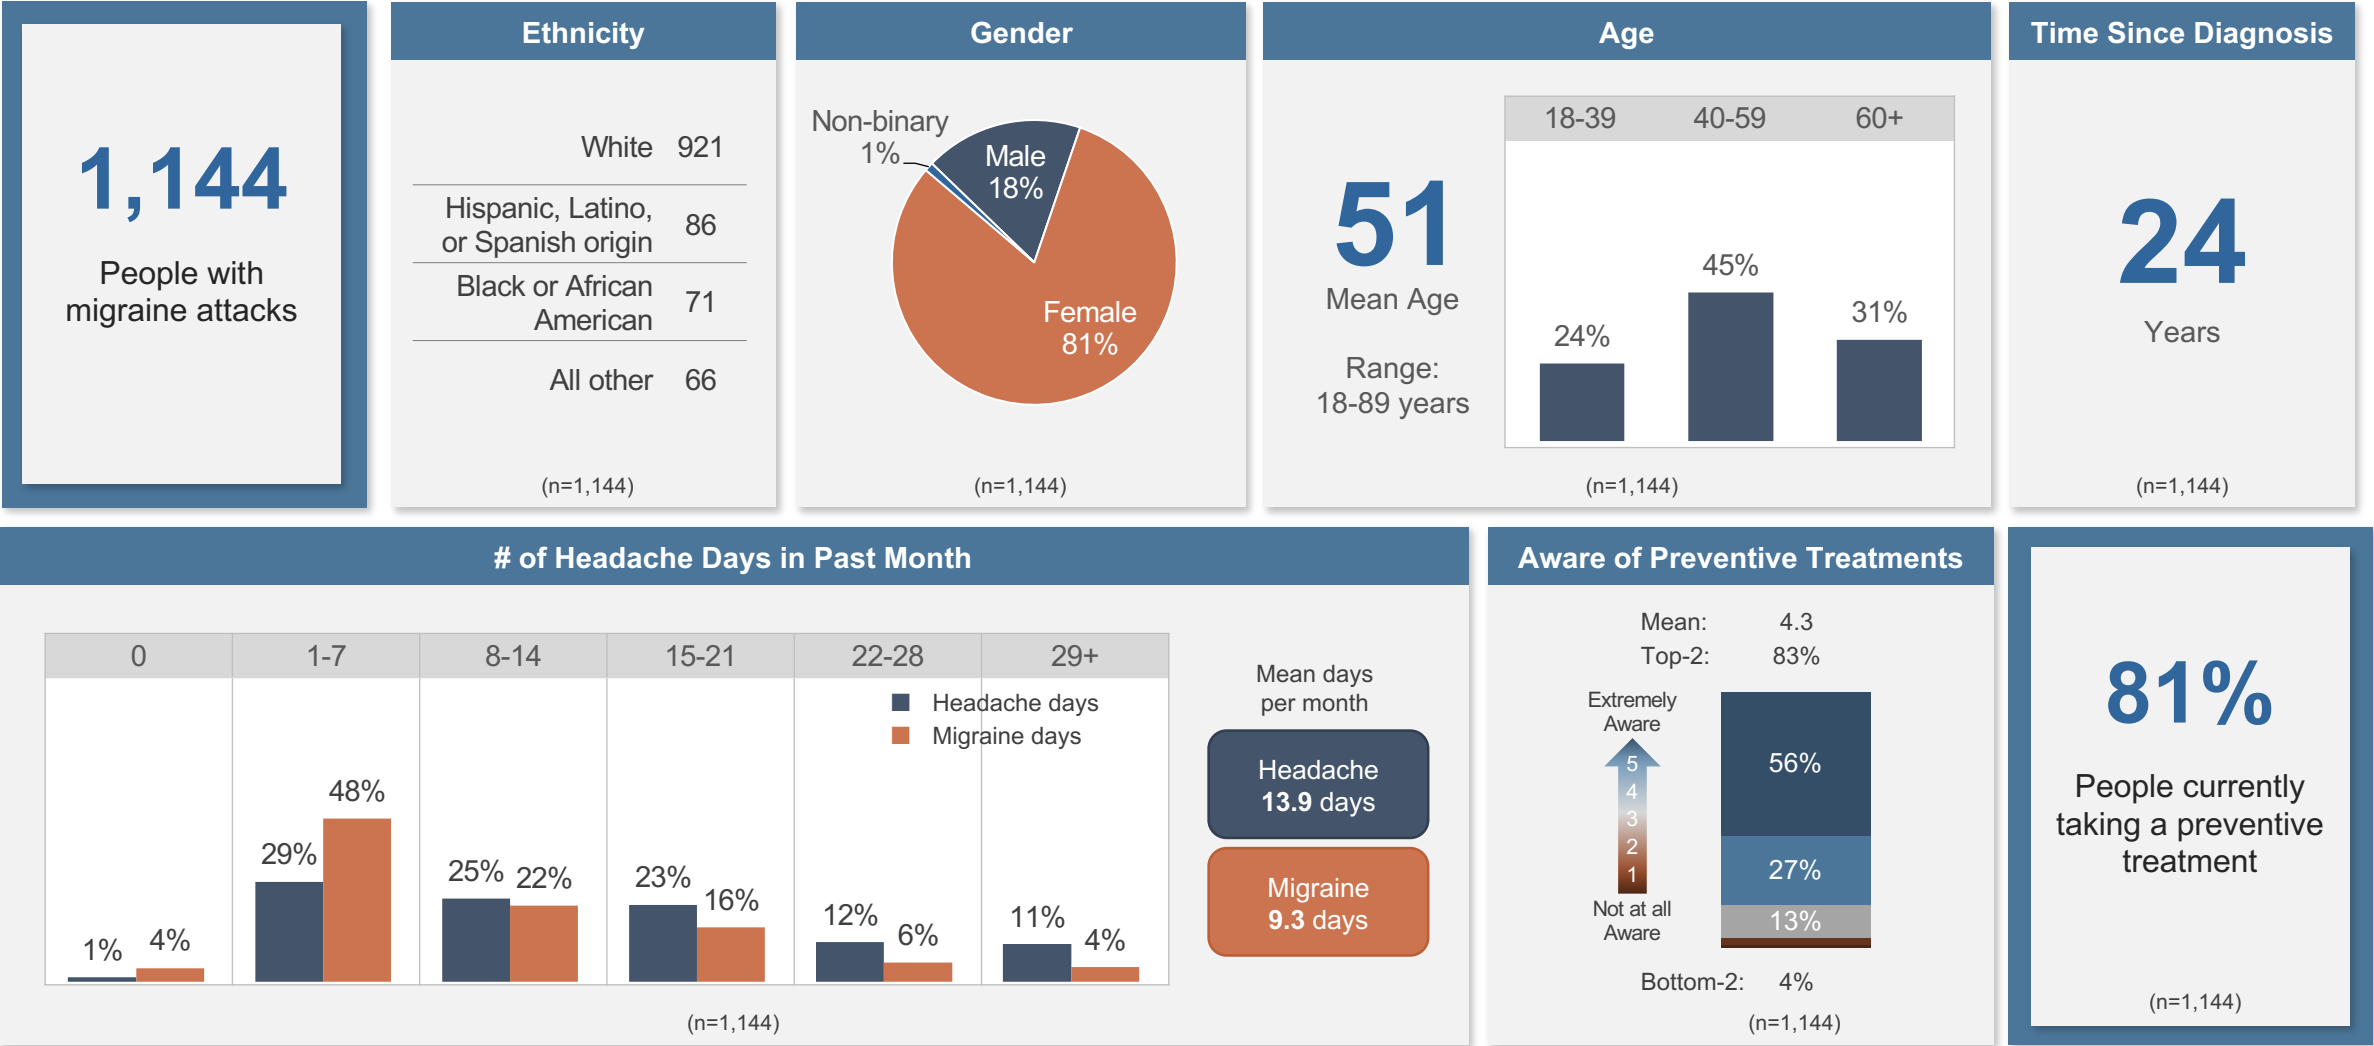 1,144
People with
migraine attacks
Ethnicity
White 921
Hispanic, Latino,
or Spanish origin 86
Black or African
American 71
All other 66
(n=1,144)
Gender
Non-binary
1%
Male
18%
Female
81%
(n=1,144)
Age
51
Mean Age
Range:
18-89 years
18-39 40-59 60+
24% 45% 31%
(n=1,144)
Time Since Diagnosis
24
Years
(n=1,144)
# of Headache Days in Past Month
0 1-7 8-14 15-21 22-28 29+
Headache days
Migraine days
1% 4% 29% 48% 25% 22% 23% 16% 12% 6% 11% 4%
(n=1,144)
Mean days
per month
Headache
13.9 days
Migraine
9.3 days
Aware of Preventive Treatments
Mean: 4.3
Top-2: 83%
Extremely
Aware
5
4
3
2
1
Not at all
Aware
56%
27%
13%
Bottom-2: 4%
(n=1,144)
81%
People currently
taking a preventive
treatment
(n=1,144)